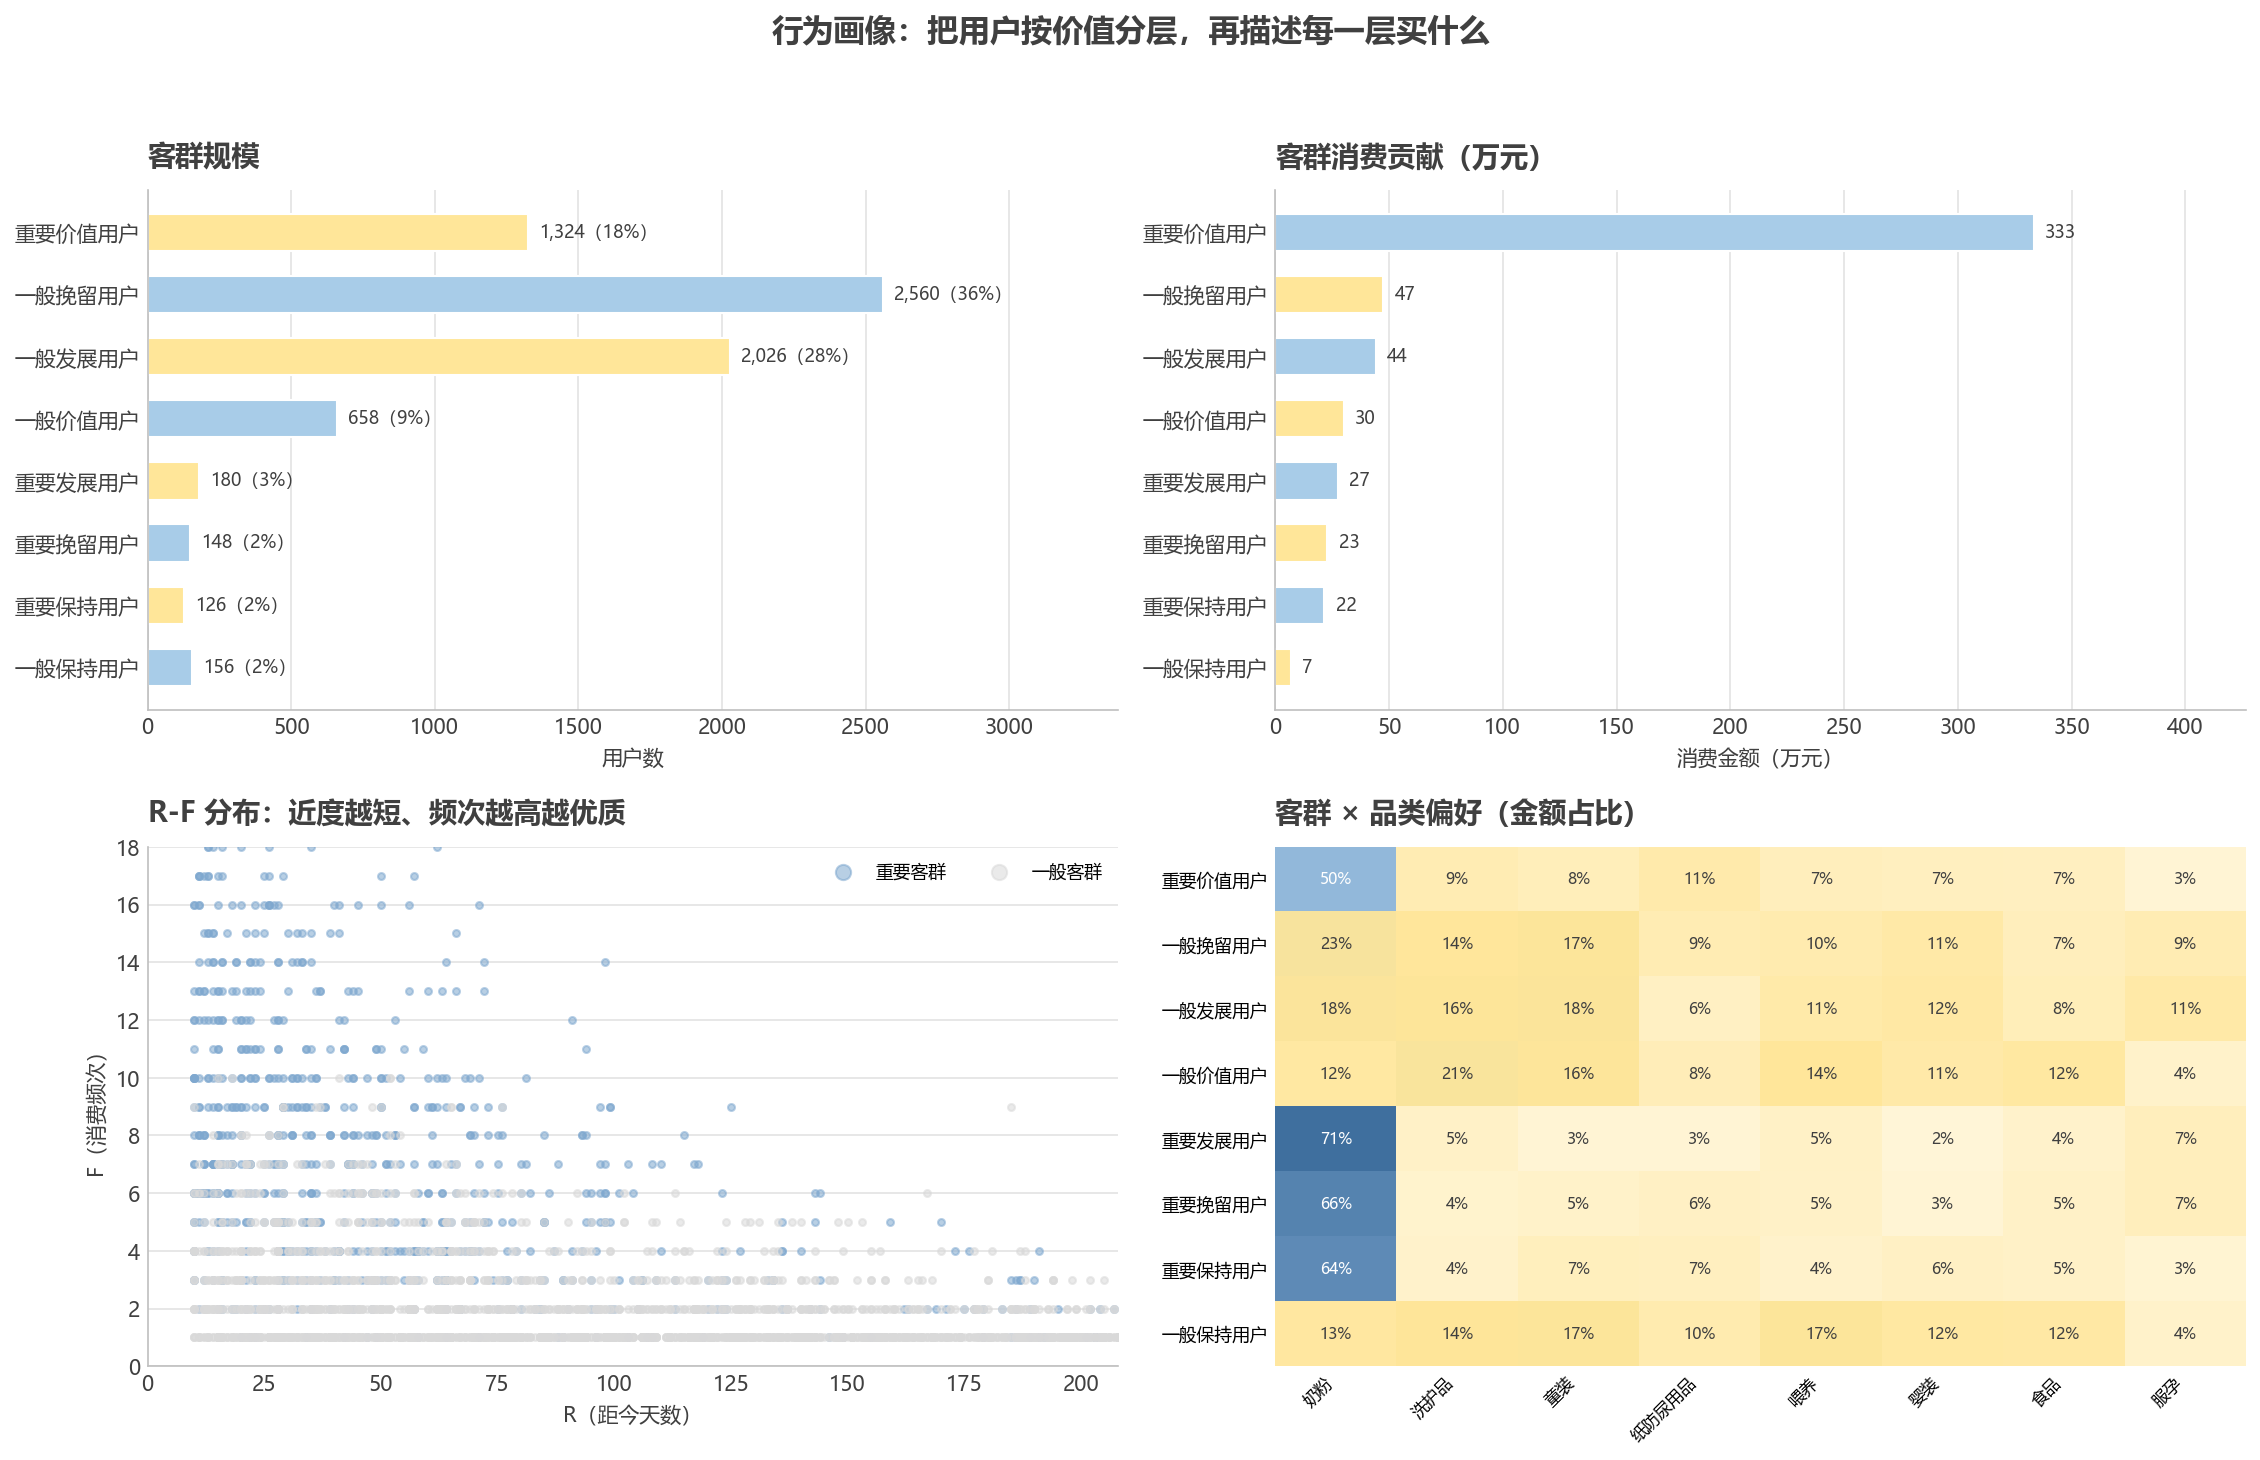 行为画像：把用户按价值分层，再描述每一层买什么
客群规模
重要价值用户 1,324（18%）
一般挽留用户 2,560（36%）
一般发展用户 2,026（28%）
一般价值用户 658（9%）
重要发展用户 180（3%）
重要挽留用户 148（2%）
重要保持用户 126（2%）
一般保持用户 156（2%）
0 500 1000 1500 2000 2500 3000
用户数
客群消费贡献（万元）
重要价值用户 333
一般挽留用户 47
一般发展用户 44
一般价值用户 30
重要发展用户 27
重要挽留用户 23
重要保持用户 22
一般保持用户 7
0 50 100 150 200 250 300 350 400
消费金额（万元）
R-F 分布：近度越短、频次越高越优质
重要客群 一般客群
18
16
14
12
10
8
6
4
2
0
F（消费频次）
0 25 50 75 100 125 150 175 200
R（距今天数）
客群 × 品类偏好（金额占比）
重要价值用户 50% 9% 8% 11% 7% 7% 7% 3%
一般挽留用户 23% 14% 17% 9% 10% 11% 7% 9%
一般发展用户 18% 16% 18% 6% 11% 12% 8% 11%
一般价值用户 12% 21% 16% 8% 14% 11% 12% 4%
重要发展用户 71% 5% 3% 3% 5% 2% 4% 7%
重要挽留用户 66% 4% 5% 6% 5% 3% 5% 7%
重要保持用户 64% 4% 7% 7% 4% 6% 5% 3%
一般保持用户 13% 14% 17% 10% 17% 12% 12% 4%
奶粉 洗护品 童装 纸防尿用品 喂养 婴装 食品 服孕